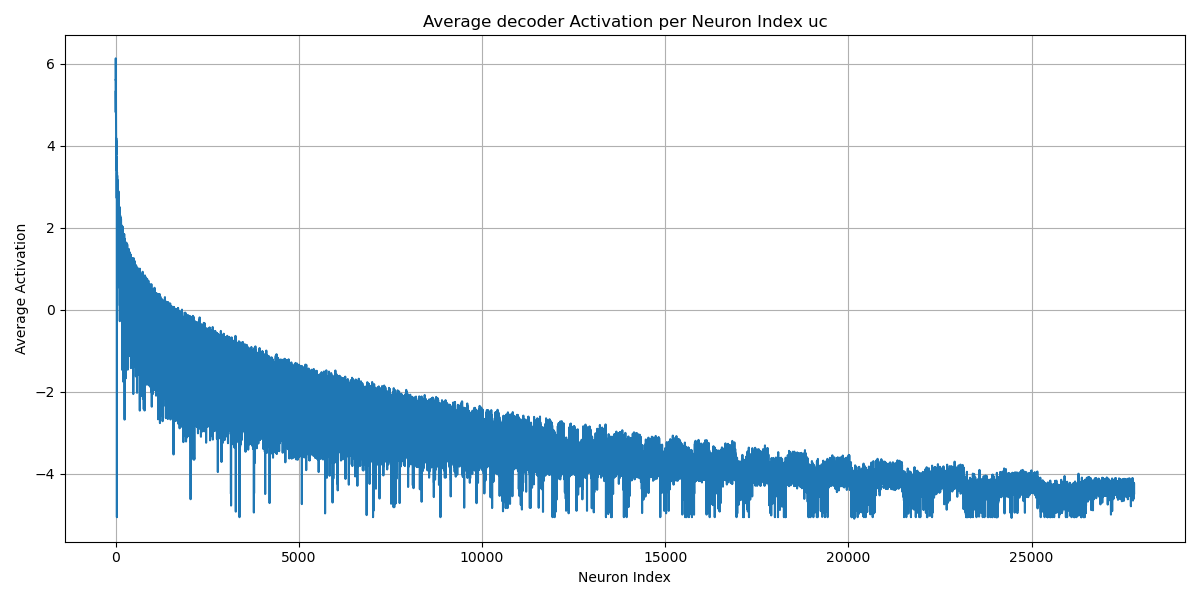 Average decoder Activation per Neuron Index uc
6
4
2
0
−2
−4
Average Activation
0 5000 10000 15000 20000 25000
Neuron Index